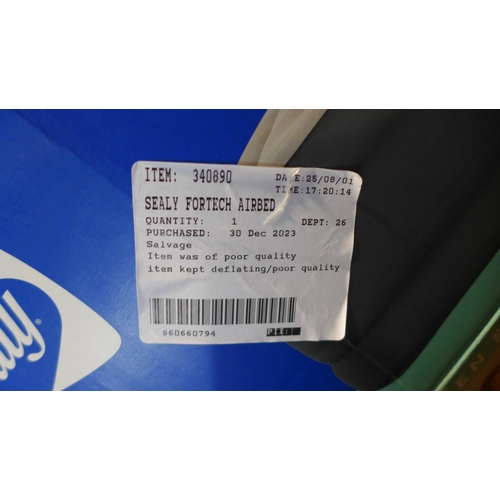 ITEM: 340890
DATE:25/08/01
TIME:17:20:14
SEALY FORTECH AIRBED
QUANTITY: 1 DEPT: 26
PURCHASED: 30 Dec 2023
Salvage
Item was of poor quality
item kept deflating/poor quality
660660794 PII: